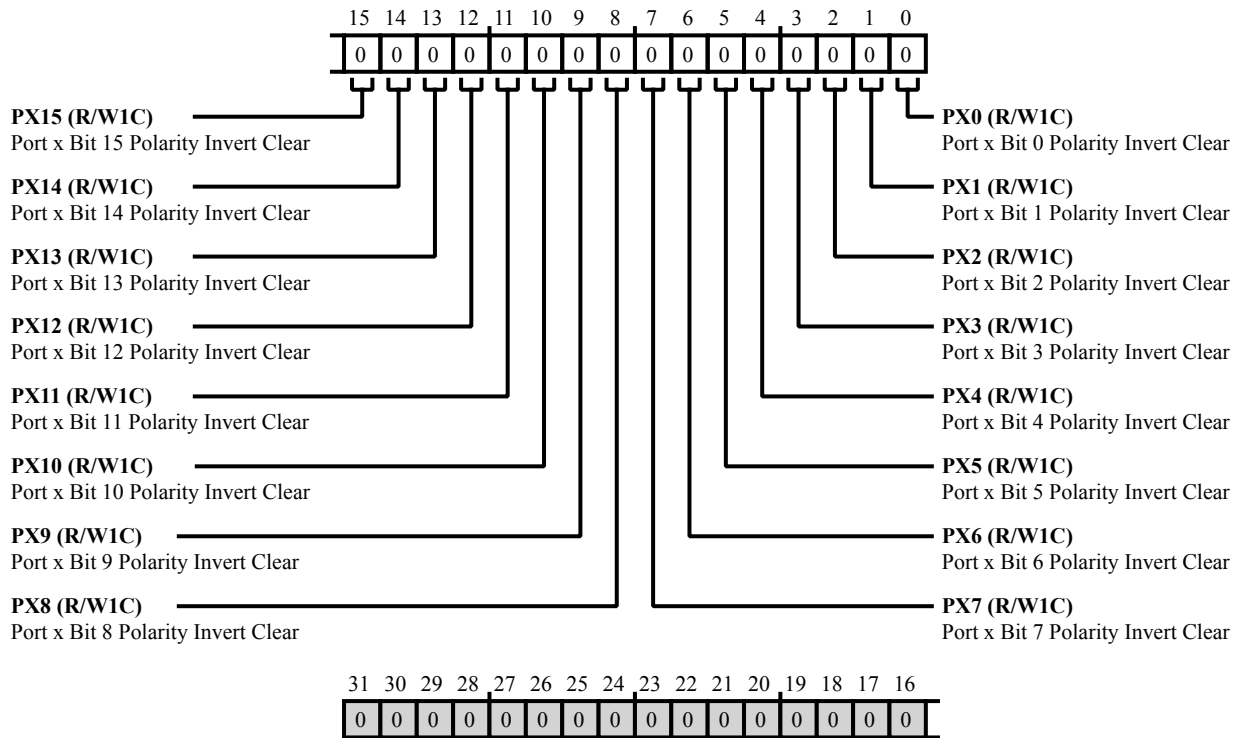 15 14 13 12 11 10 9 8 7 6 5 4 3 2 1 0
0 0 0 0 0 0 0 0 0 0 0 0 0 0 0 0
PX15 (R/W1C)
Port x Bit 15 Polarity Invert Clear
PX14 (R/W1C)
Port x Bit 14 Polarity Invert Clear
PX13 (R/W1C)
Port x Bit 13 Polarity Invert Clear
PX12 (R/W1C)
Port x Bit 12 Polarity Invert Clear
PX11 (R/W1C)
Port x Bit 11 Polarity Invert Clear
PX10 (R/W1C)
Port x Bit 10 Polarity Invert Clear
PX9 (R/W1C)
Port x Bit 9 Polarity Invert Clear
PX8 (R/W1C)
Port x Bit 8 Polarity Invert Clear
PX0 (R/W1C)
Port x Bit 0 Polarity Invert Clear
PX1 (R/W1C)
Port x Bit 1 Polarity Invert Clear
PX2 (R/W1C)
Port x Bit 2 Polarity Invert Clear
PX3 (R/W1C)
Port x Bit 3 Polarity Invert Clear
PX4 (R/W1C)
Port x Bit 4 Polarity Invert Clear
PX5 (R/W1C)
Port x Bit 5 Polarity Invert Clear
PX6 (R/W1C)
Port x Bit 6 Polarity Invert Clear
PX7 (R/W1C)
Port x Bit 7 Polarity Invert Clear
31 30 29 28 27 26 25 24 23 22 21 20 19 18 17 16
0 0 0 0 0 0 0 0 0 0 0 0 0 0 0 0